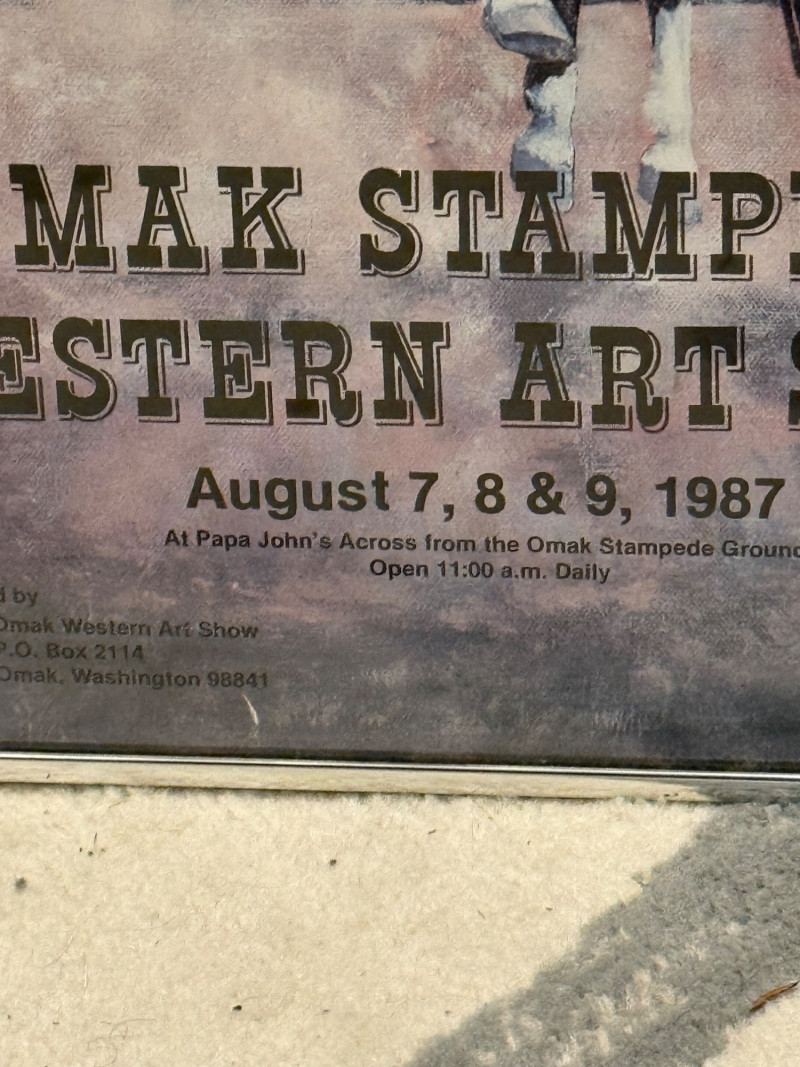 MAK STAMP
ESTERN ART S
August 7, 8 & 9, 1987
At Papa John's Across from the Omak Stampede Groun
Open 11:00 a.m. Daily
d by
Omak Western Art Show
P.O. Box 2114
Omak, Washington 98841